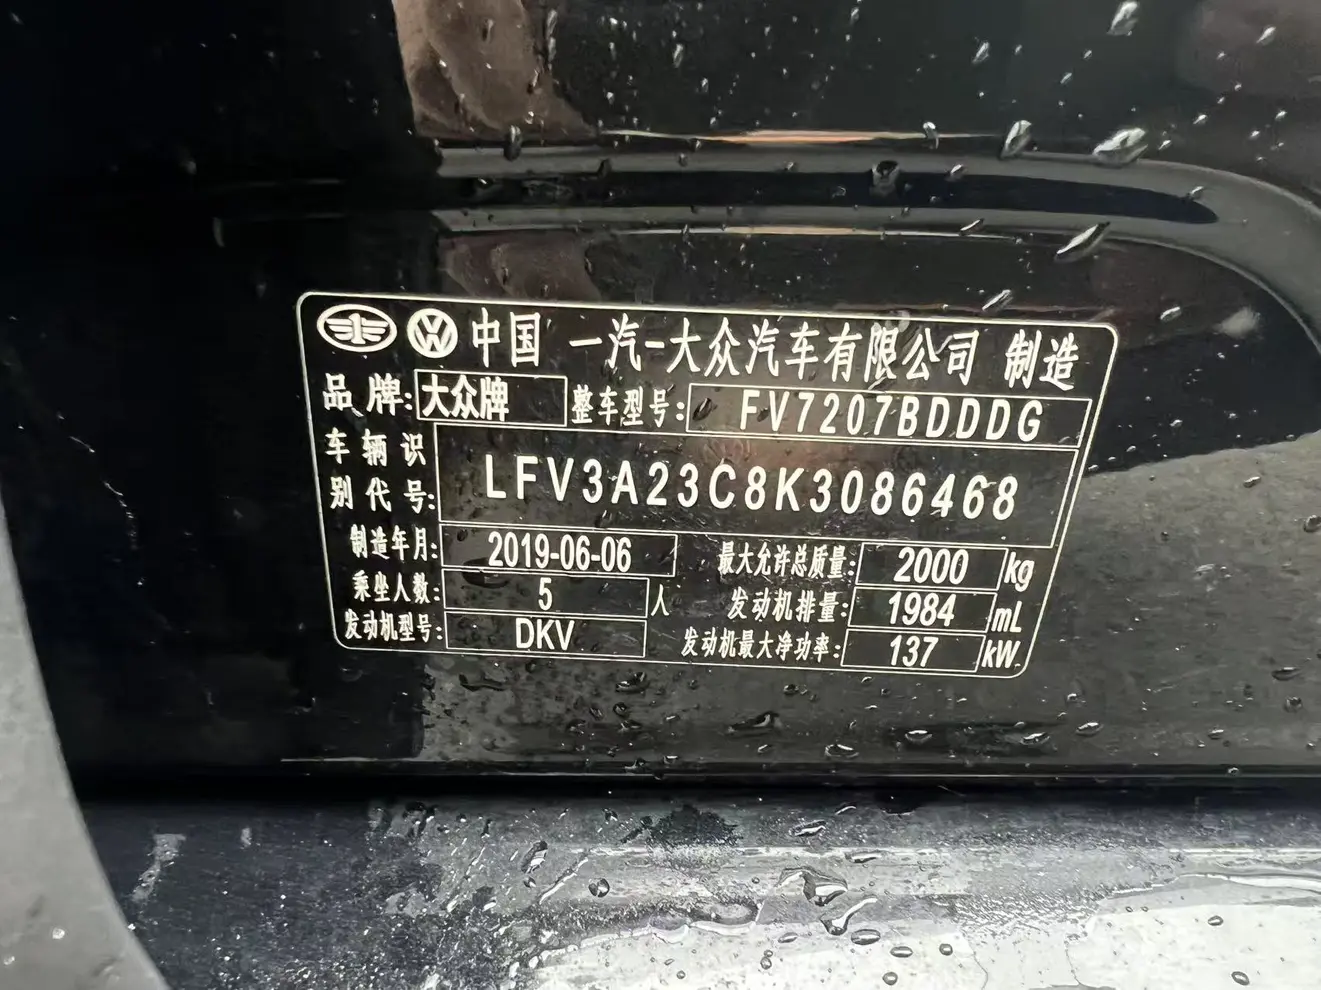 中国 一汽-大众汽车有限公司 制造
品牌: 大众牌 整车型号: FV7207BDDDG
车辆识别代号: LFV3A23C8K3086468
制造年月: 2019-06-06 最大允许总质量: 2000 kg
乘坐人数: 5 人 发动机排量: 1984 mL
发动机型号: DKV 发动机最大净功率: 137 kW